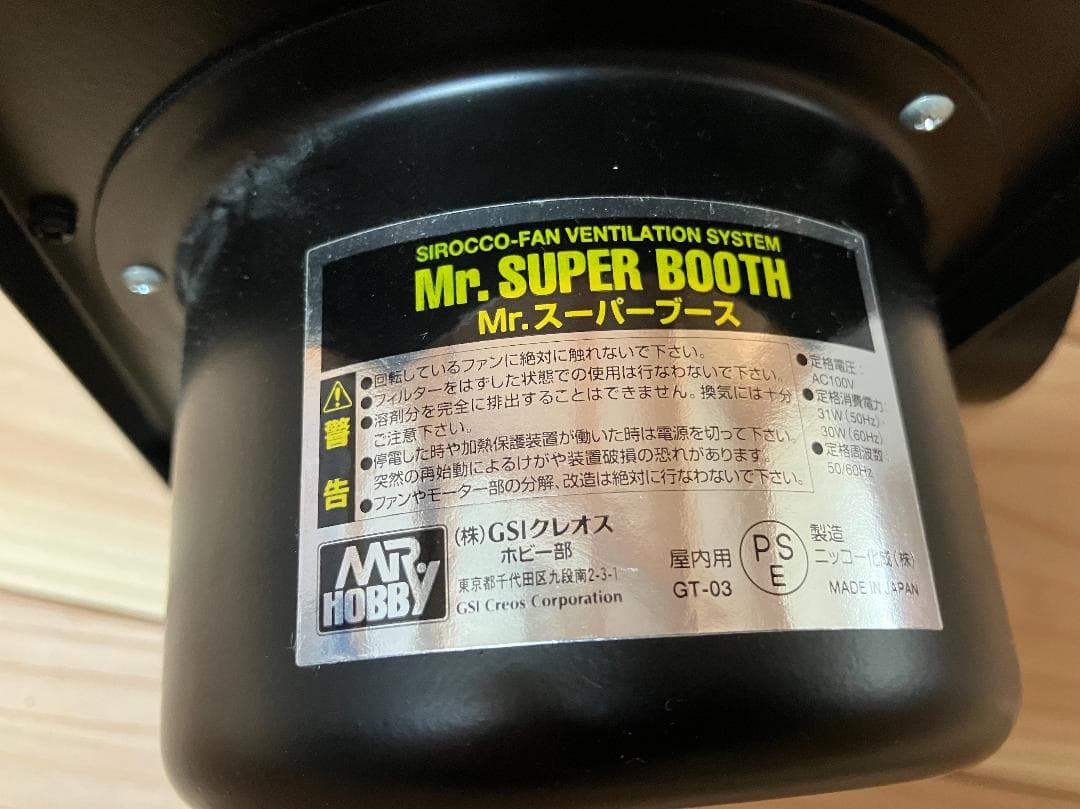 SIROCCO-FAN VENTILATION SYSTEM
Mr. SUPER BOOTH
Mr.スーパーブース
警告
●回転しているファンに絶対に触れないで下さい。
●フィルターをはずした状態での使用は行なわないで下さい。
●溶剤分を完全に排出することはできません。換気には十分
ご注意下さい。
●停電した時や加熱保護装置が働いた時は電源を切って下さい。
突然の再始動によるけがや装置破損の恐れがあります。
●ファンやモーター部の分解、改造は絶対に行なわないで下さい。
●定格電圧:
AC100V
●定格消費電力:
31W(50Hz)
30W(60Hz)
●定格周波数:
50/60Hz
MR.HOBBY
(株)GSIクレオス
ホビー部
東京都千代田区九段南2-3-1
GSI Creos Corporation
屋内用
GT-03
PSE
製造
ニッコー化成(株)
MADE IN JAPAN